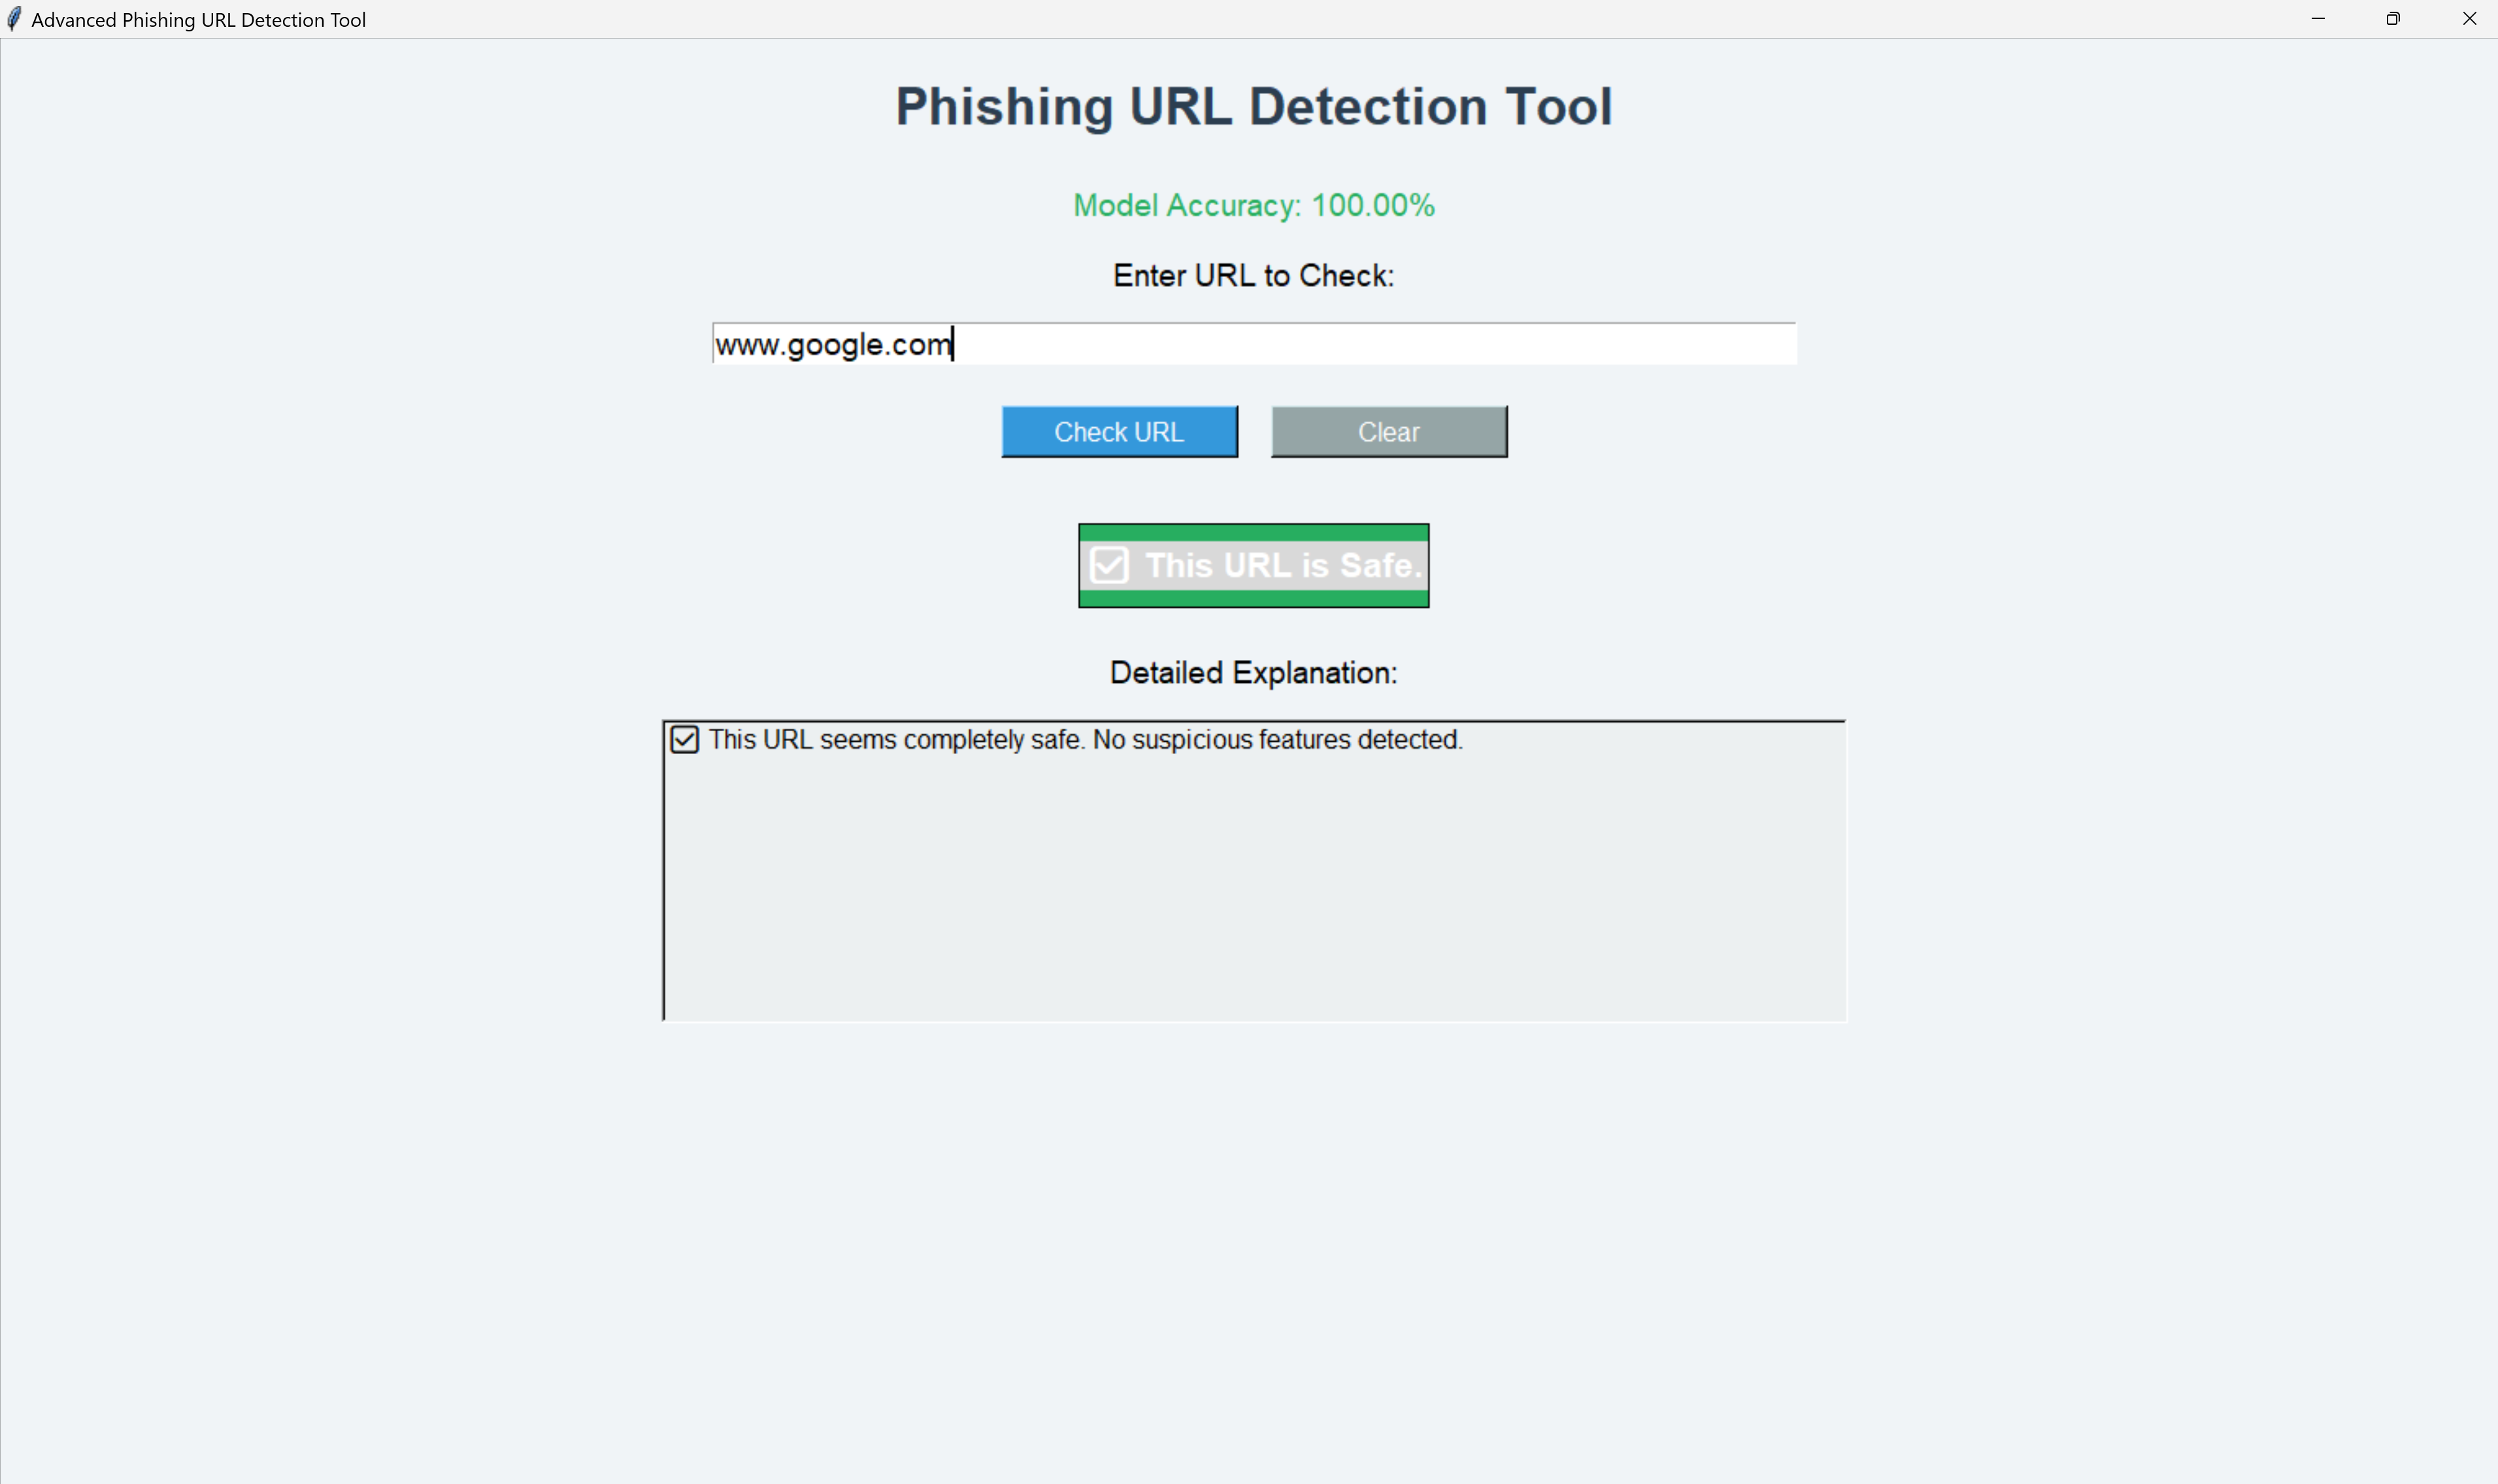 Advanced Phishing URL Detection Tool
Phishing URL Detection Tool
Model Accuracy: 100.00%
Enter URL to Check:
www.google.com
Check URL
Clear
This URL is Safe.
Detailed Explanation:
This URL seems completely safe. No suspicious features detected.